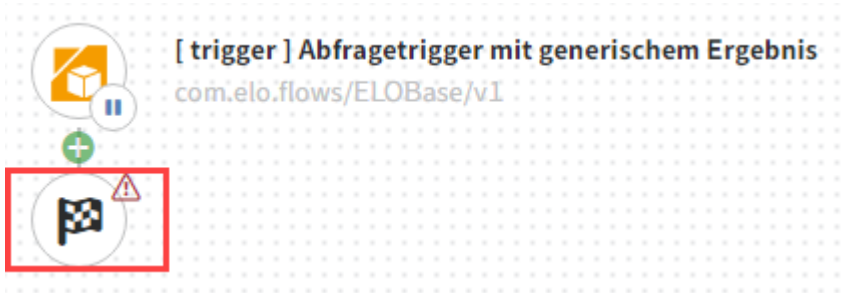 [ trigger ] Abfragetrigger mit generischem Ergebnis
com.elo.flows/ELOBase/v1